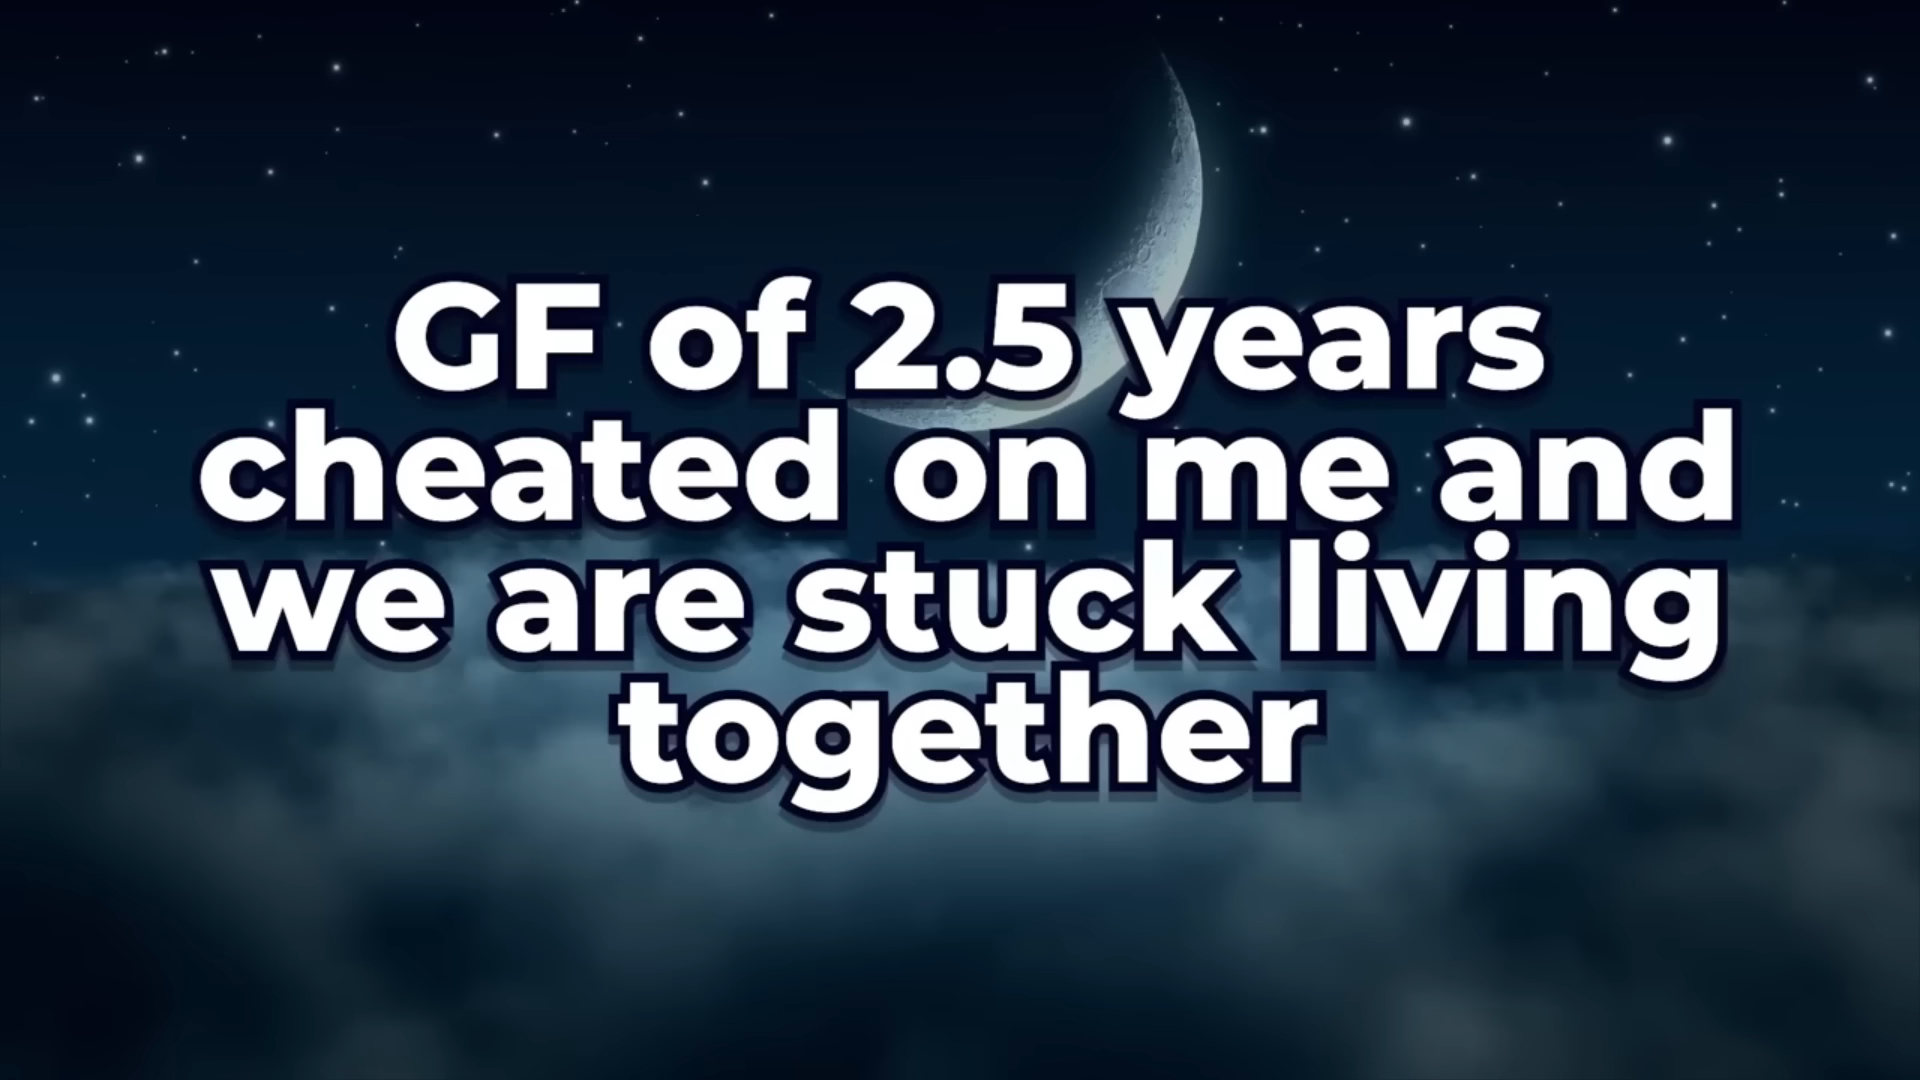 GF of 2.5 years
cheated on me and
we are stuck living
together